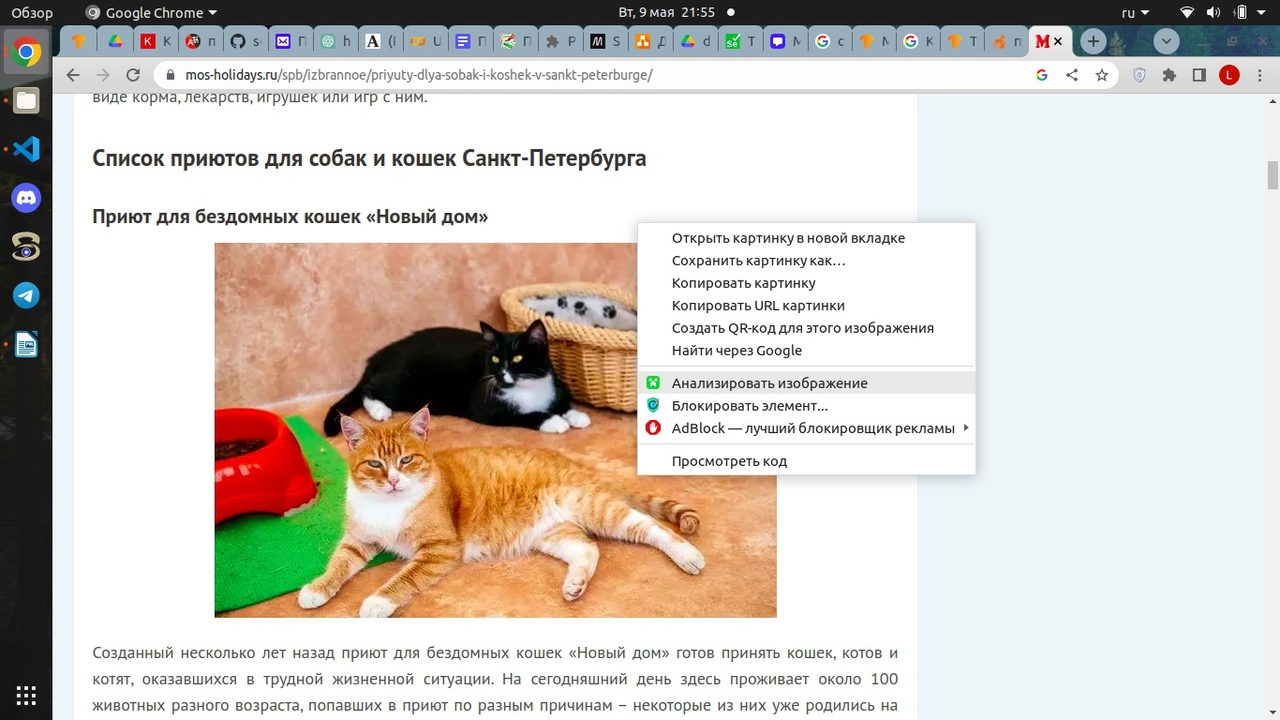 Обзор
Google Chrome
Вт, 9 мая 21:55
ru
mos-holidays.ru/spb/izbrannoe/priyuty-dlya-sobak-i-koshek-v-sankt-peterburge/
L
виде корма, лекарств, игрушек или игр с ним.
Список приютов для собак и кошек Санкт-Петербурга
Приют для бездомных кошек «Новый дом»
Открыть картинку в новой вкладке
Сохранить картинку как…
Копировать картинку
Копировать URL картинки
Создать QR-код для этого изображения
Найти через Google
Анализировать изображение
Блокировать элемент...
AdBlock — лучший блокировщик рекламы
Просмотреть код
Созданный несколько лет назад приют для бездомных кошек «Новый дом» готов принять кошек, котов и
котят, оказавшихся в трудной жизненной ситуации. На сегодняшний день здесь проживает около 100
животных разного возраста, попавших в приют по разным причинам – некоторые из них уже родились на